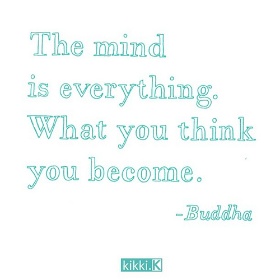 The mind
is everything.
What you think
you become.
-Buddha
kikki.K